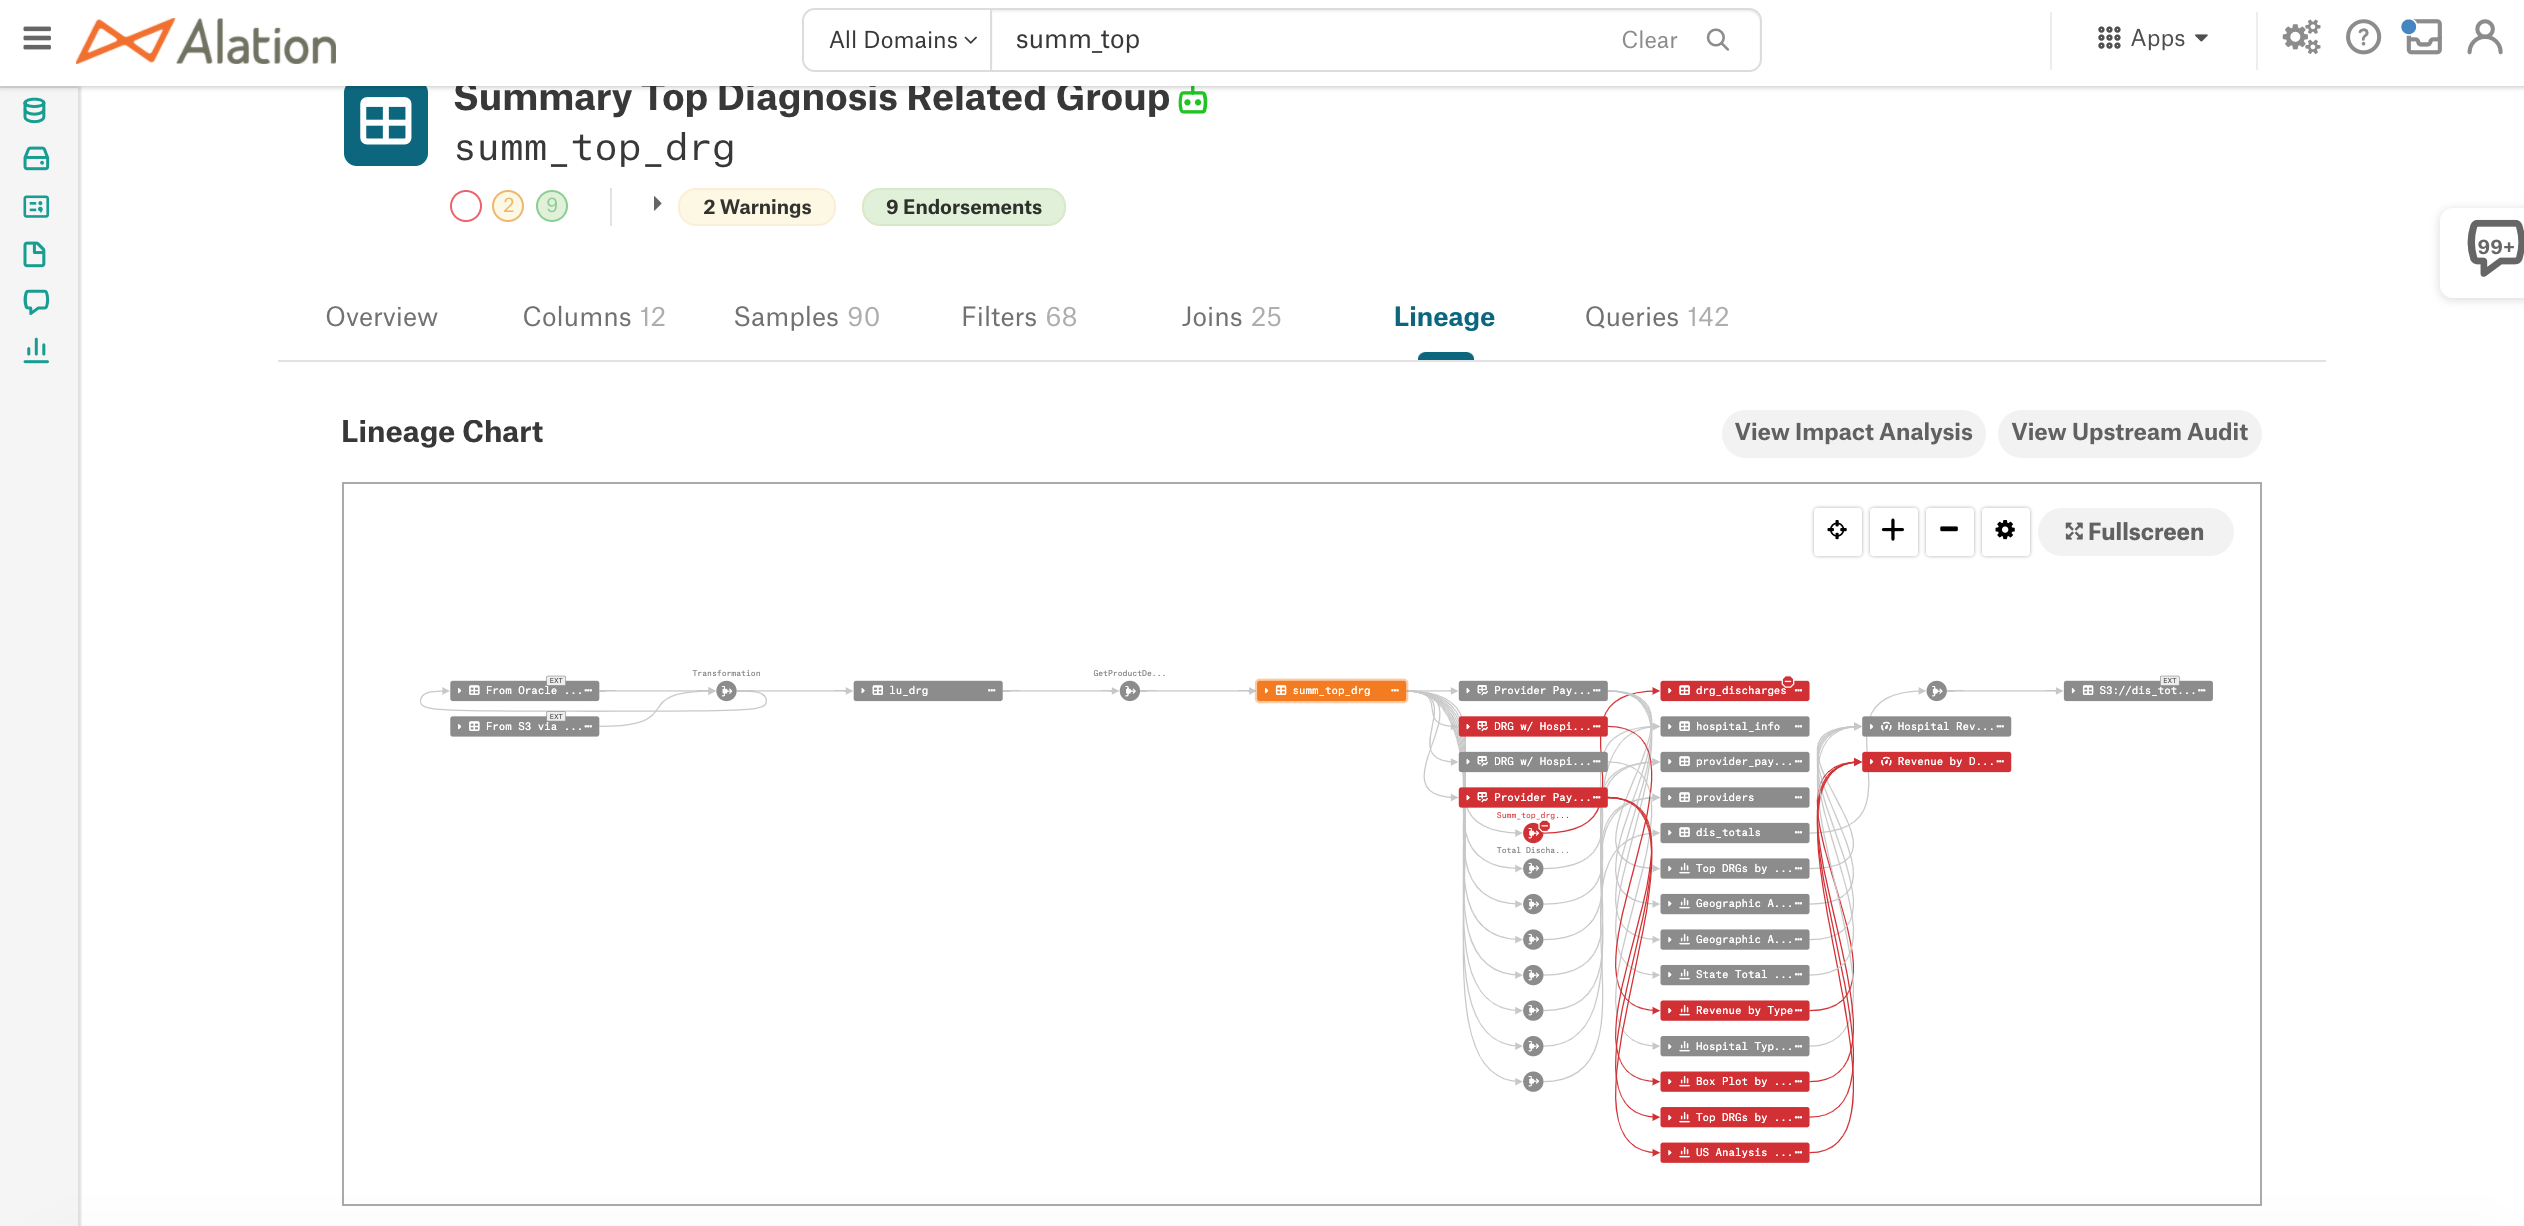 Alation
All Domains
summ_top
Clear
Apps
Summary Top Diagnosis Related Group
summ_top_drg
2
9
2 Warnings
9 Endorsements
99+
Overview
Columns 12
Samples 90
Filters 68
Joins 25
Lineage
Queries 142
Lineage Chart
View Impact Analysis
View Upstream Audit
Fullscreen
EXT
From Oracle ...
EXT
From S3 via ...
Transformation
lu_drg
GetProductDe...
summ_top_drg
Provider Pay...
DRG w/ Hospi...
DRG w/ Hospi...
Provider Pay...
Summ_top_drg...
Total Discha...
drg_discharges
hospital_info
provider_pay...
providers
dis_totals
Top DRGs by ...
Geographic A...
Geographic A...
State Total ...
Revenue by Type
Hospital Typ...
Box Plot by ...
Top DRGs by ...
US Analysis ...
Hospital Rev...
Revenue by D...
EXT
S3://dis_tot...